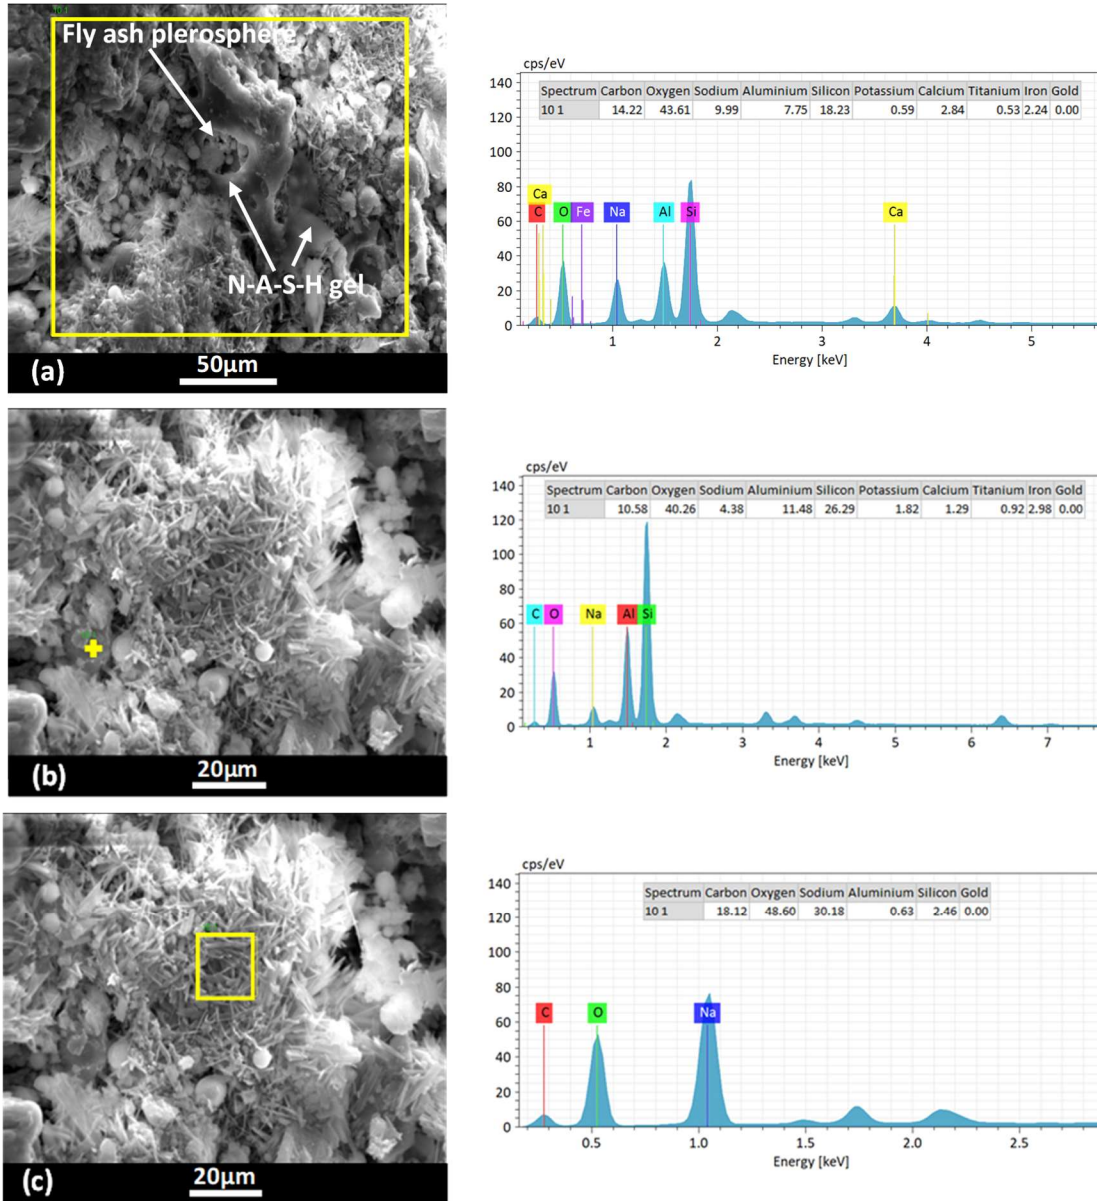 Fly ash plerosphere
N-A-S-H gel
(a)
50µm
cps/eV
140
120
100
80
60
40
20
0
Spectrum Carbon Oxygen Sodium Aluminium Silicon Potassium Calcium Titanium Iron Gold
10 1 14.22 43.61 9.99 7.75 18.23 0.59 2.84 0.53 2.24 0.00
Ca
C O Fe Na Al Si Ca
1 2 3 4 5
Energy [keV]
(b)
20µm
cps/eV
140
120
100
80
60
40
20
0
Spectrum Carbon Oxygen Sodium Aluminium Silicon Potassium Calcium Titanium Iron Gold
10 1 10.58 40.26 4.38 11.48 26.29 1.82 1.29 0.92 2.98 0.00
C O Na Al Si
1 2 3 4 5 6 7
Energy [keV]
(c)
20µm
cps/eV
140
120
100
80
60
40
20
0
Spectrum Carbon Oxygen Sodium Aluminium Silicon Gold
10 1 18.12 48.60 30.18 0.63 2.46 0.00
C O Na
0.5 1.0 1.5 2.0 2.5
Energy [keV]